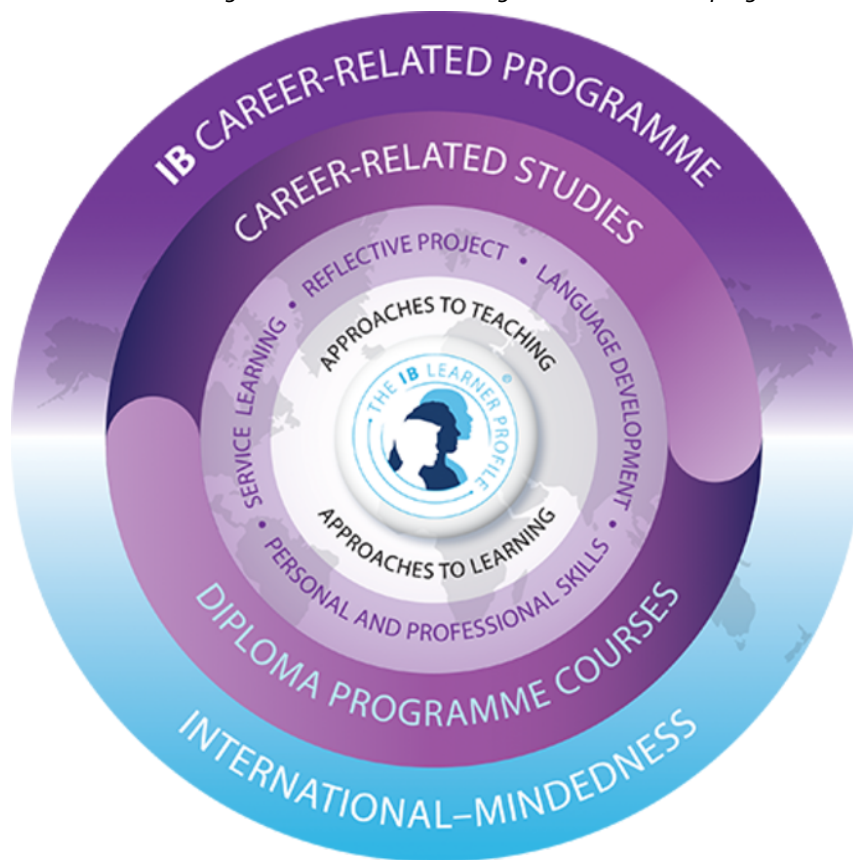 IB CAREER-RELATED PROGRAMME
CAREER-RELATED STUDIES
SERVICE LEARNING • REFLECTIVE PROJECT • LANGUAGE DEVELOPMENT • PERSONAL AND PROFESSIONAL SKILLS •
APPROACHES TO TEACHING
THE IB LEARNER PROFILE ©
APPROACHES TO LEARNING
DIPLOMA PROGRAMME COURSES
INTERNATIONAL–MINDEDNESS